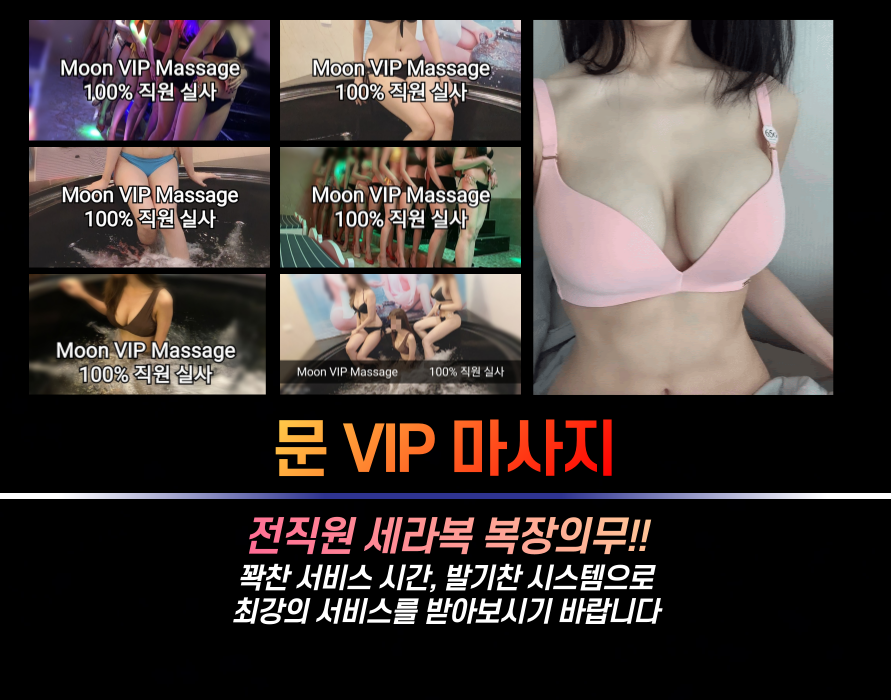 Moon VIP Massage
100% 직원 실사
Moon VIP Massage
100% 직원 실사
Moon VIP Massage
100% 직원 실사
Moon VIP Massage
100% 직원 실사
Moon VIP Massage
100% 직원 실사
Moon VIP Massage 100% 직원 실사
문 VIP 마사지
전직원 세라복 복장의무!!
꽉찬 서비스 시간, 발기찬 시스템으로
최강의 서비스를 받아보시기 바랍니다